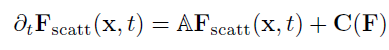 ∂ₜF_scatt(x, t) = 𝔸F_scatt(x, t) + C(F)